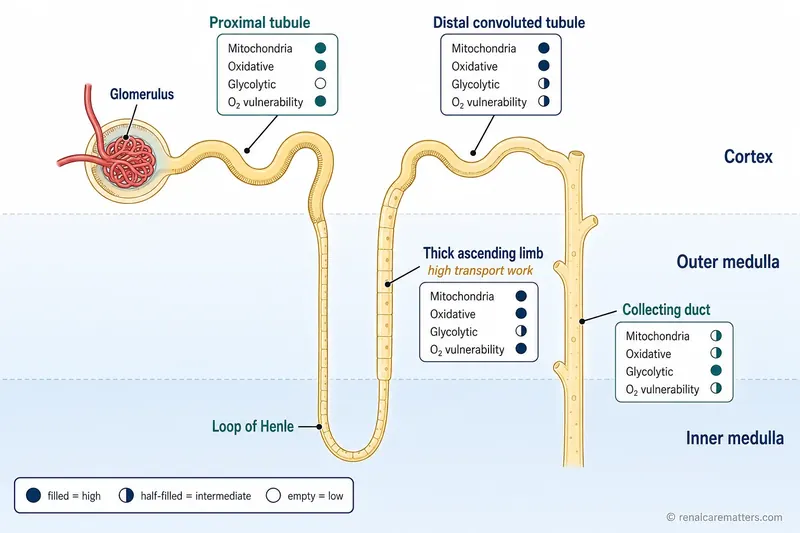 Proximal tubule
Mitochondria
Oxidative
Glycolytic
O₂ vulnerability
Distal convoluted tubule
Mitochondria
Oxidative
Glycolytic
O₂ vulnerability
Glomerulus
Cortex
Outer medulla
Thick ascending limb
high transport work
Mitochondria
Oxidative
Glycolytic
O₂ vulnerability
Collecting duct
Mitochondria
Oxidative
Glycolytic
O₂ vulnerability
Loop of Henle
Inner medulla
filled = high
half-filled = intermediate
empty = low
© renalcarematters.com